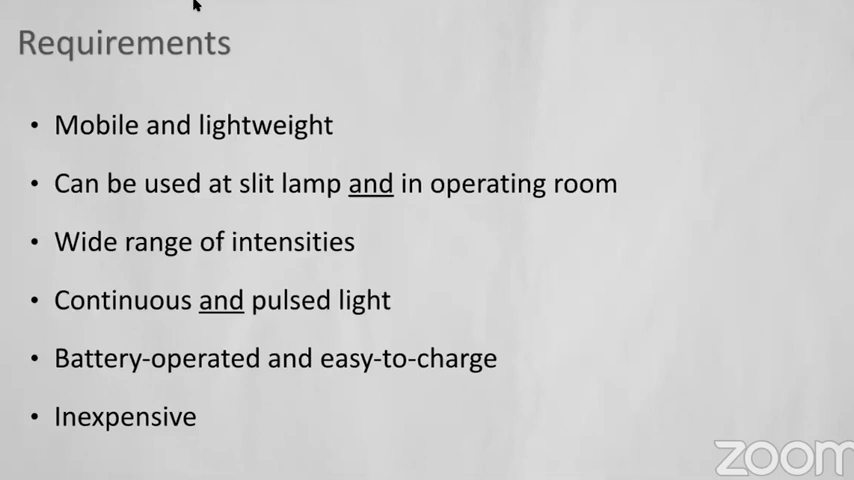 Requirements
• Mobile and lightweight
• Can be used at slit lamp and in operating room
• Wide range of intensities
• Continuous and pulsed light
• Battery-operated and easy-to-charge
• Inexpensive
zoom